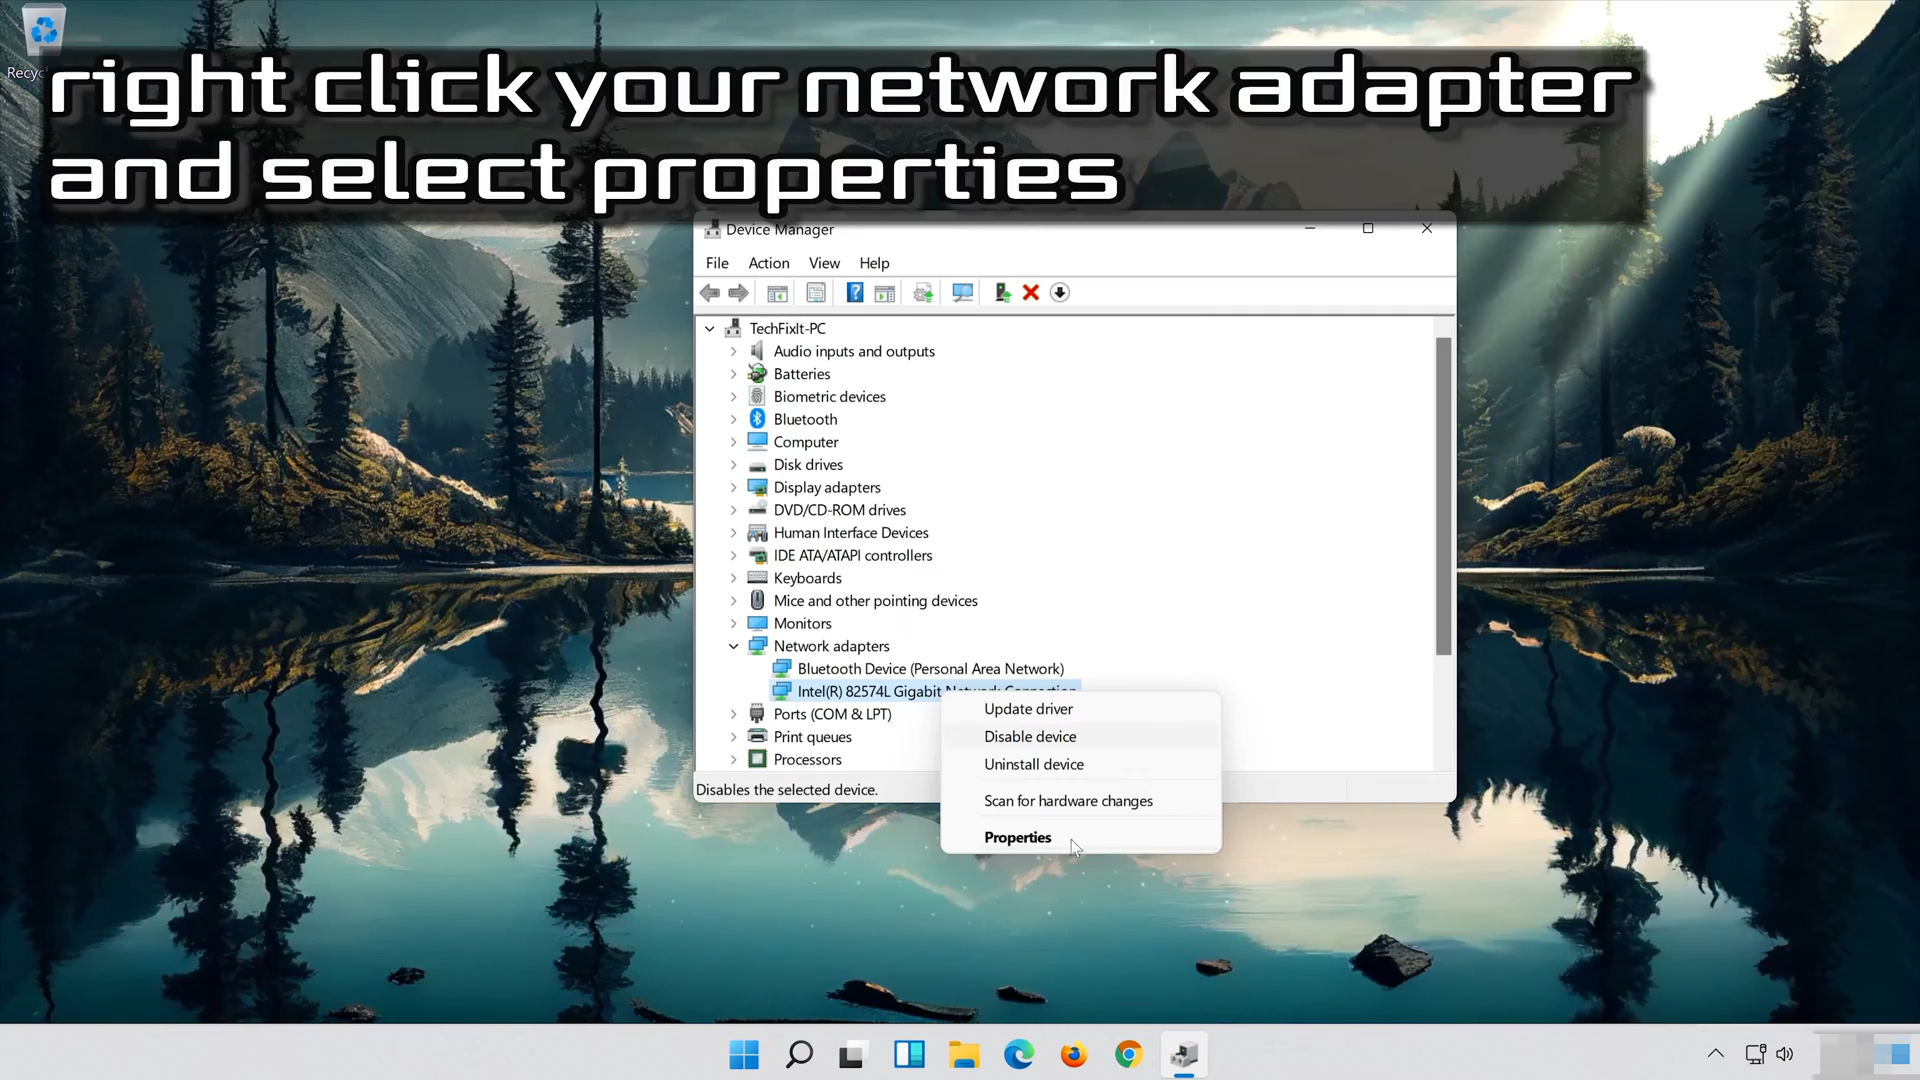 Recyc
right click your network adapter
and select properties
Device Manager
File Action View Help
TechFixIt-PC
Audio inputs and outputs
Batteries
Biometric devices
Bluetooth
Computer
Disk drives
Display adapters
DVD/CD-ROM drives
Human Interface Devices
IDE ATA/ATAPI controllers
Keyboards
Mice and other pointing devices
Monitors
Network adapters
Bluetooth Device (Personal Area Network)
Intel(R) 82574L Gigabit Network Connection
Ports (COM & LPT)
Print queues
Processors
Update driver
Disable device
Uninstall device
Scan for hardware changes
Properties
Disables the selected device.